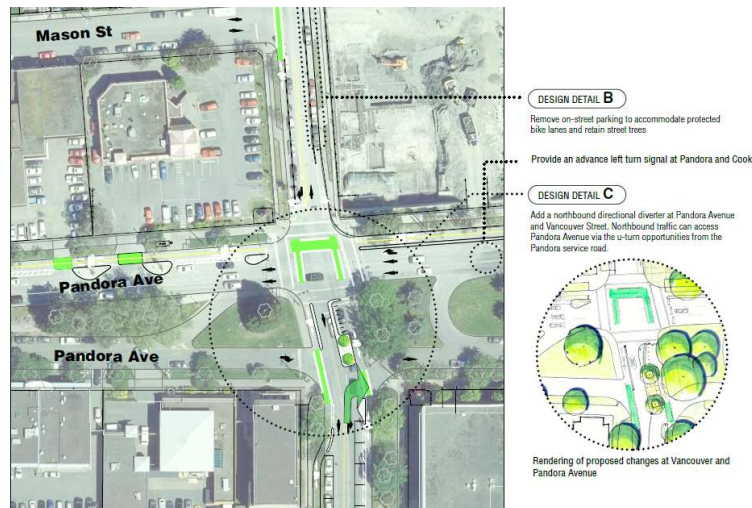 Mason St
Pandora Ave
Pandora Ave
DESIGN DETAIL B
Remove on-street parking to accommodate protected
bike lanes and retain street trees
Provide an advance left turn signal at Pandora and Cook
DESIGN DETAIL C
Add a northbound directional diverter at Pandora Avenue
and Vancouver Street. Northbound traffic can access
Pandora Avenue via the u-turn opportunities from the
Pandora service road.
Rendering of proposed changes at Vancouver and
Pandora Avenue